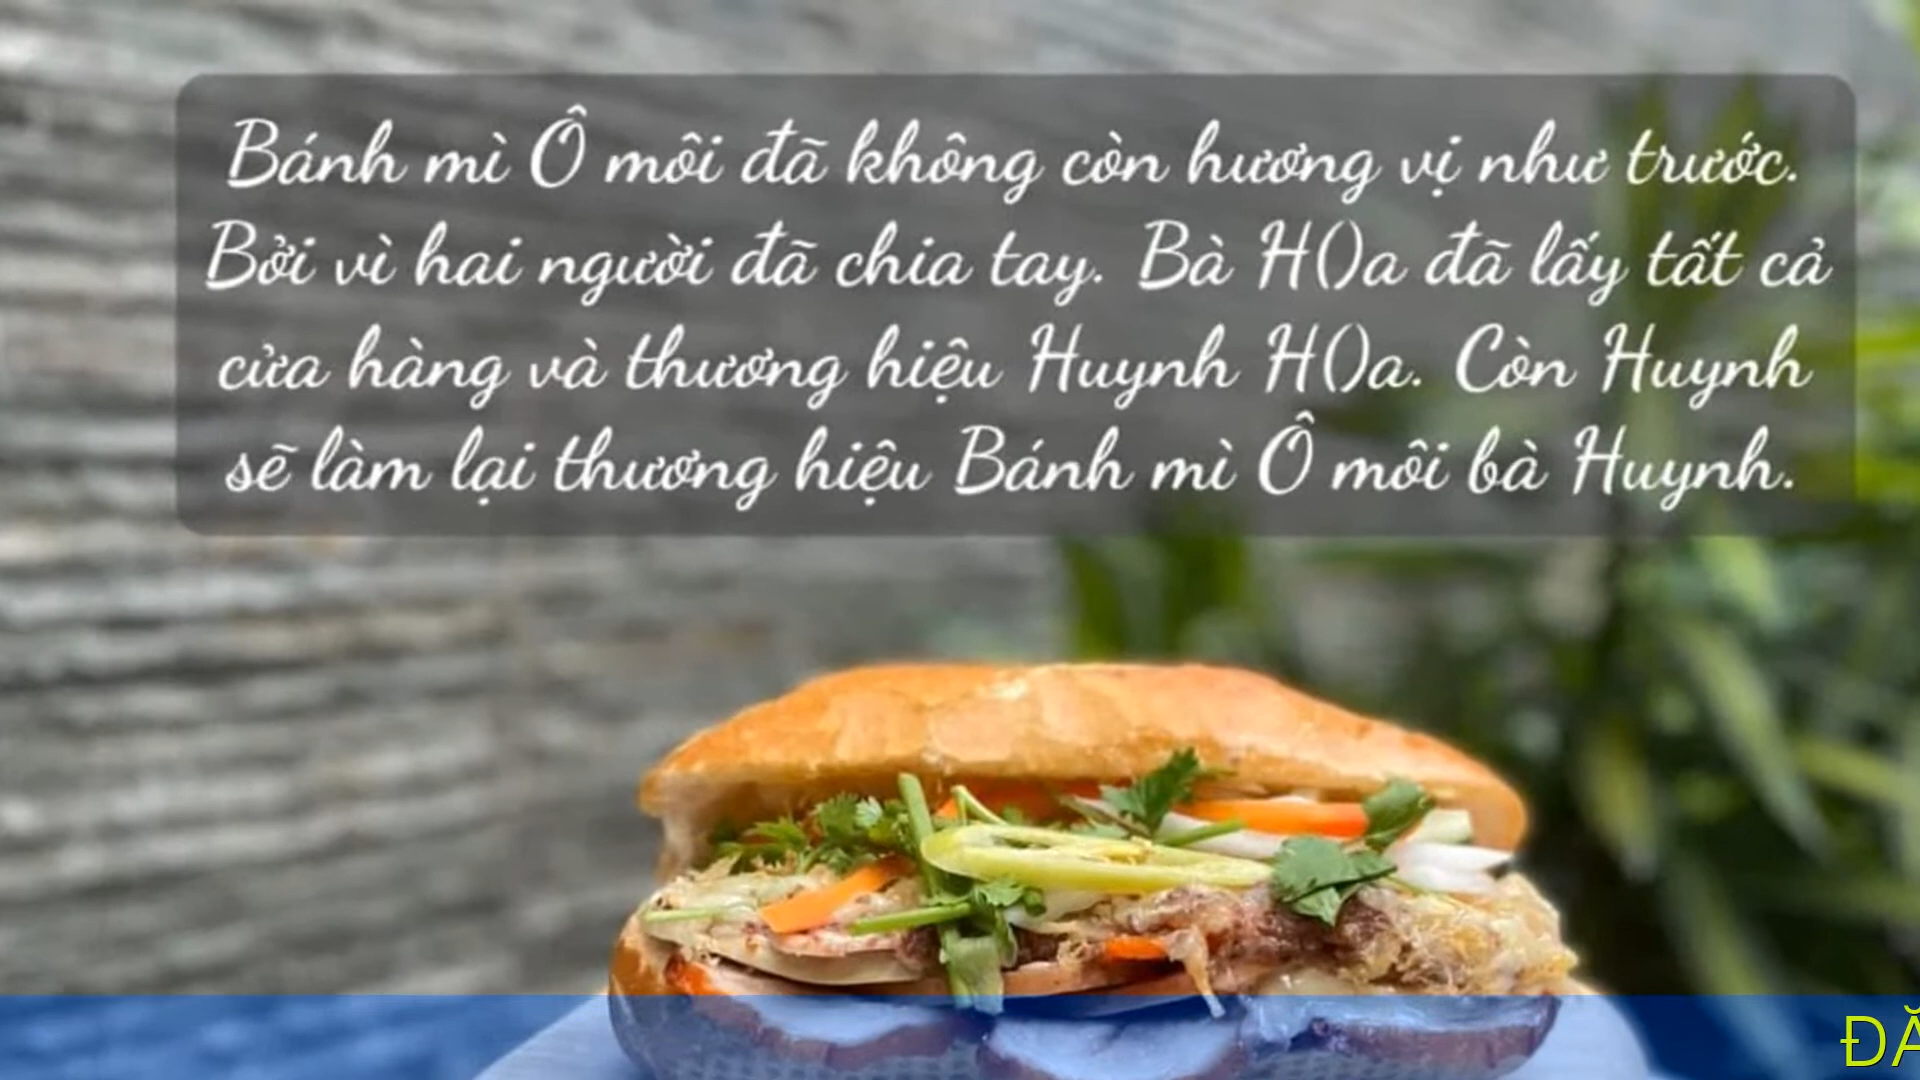 Bánh mì Ô môi đã không còn hương vị như trước.
Bởi vì hai người đã chia tay. Bà H()a đã lấy tất cả
cửa hàng và thương hiệu Huynh H()a. Còn Huynh
sẽ làm lại thương hiệu Bánh mì Ô môi bà Huynh.
ĐĂ